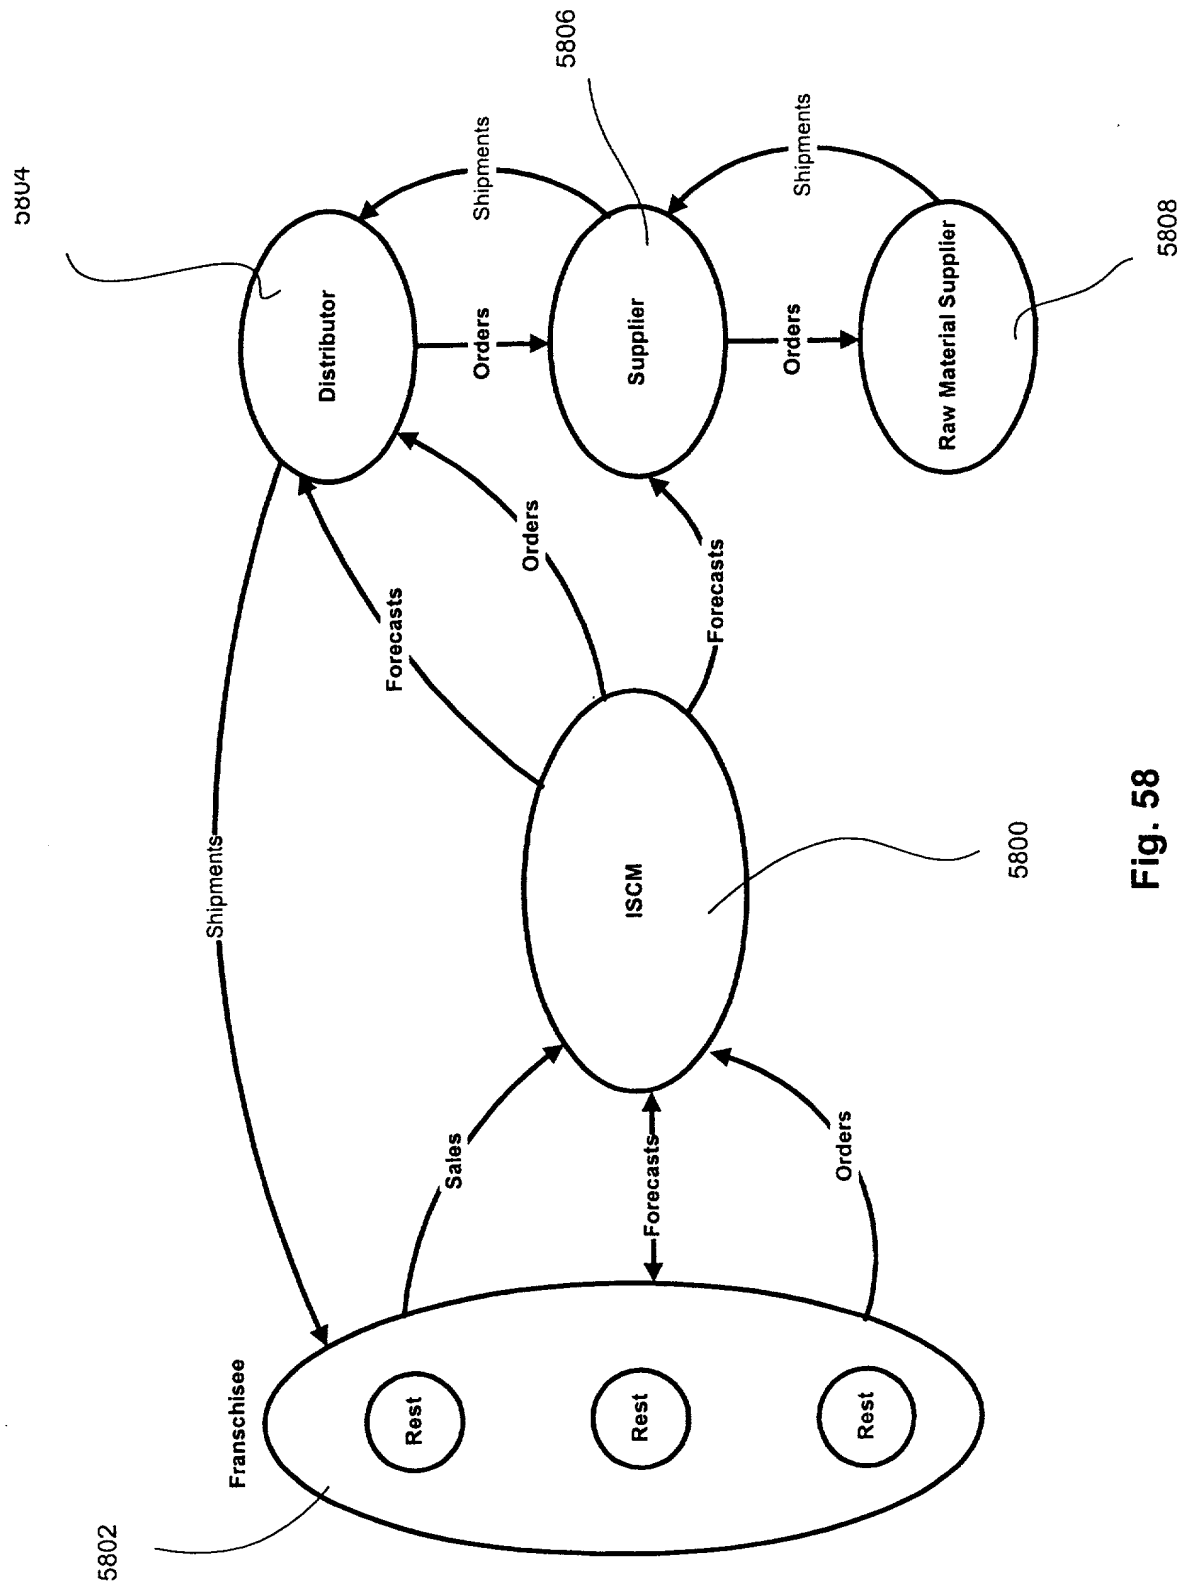 5804
Shipments
Distributor
Forecasts
Orders
Orders
Shipments
5806
Franschisee
5802
Rest
Rest
Rest
Sales
Forecasts
Orders
ISCM
5800
Forecasts
Supplier
Orders
Shipments
Raw Material Supplier
5808
Fig. 58